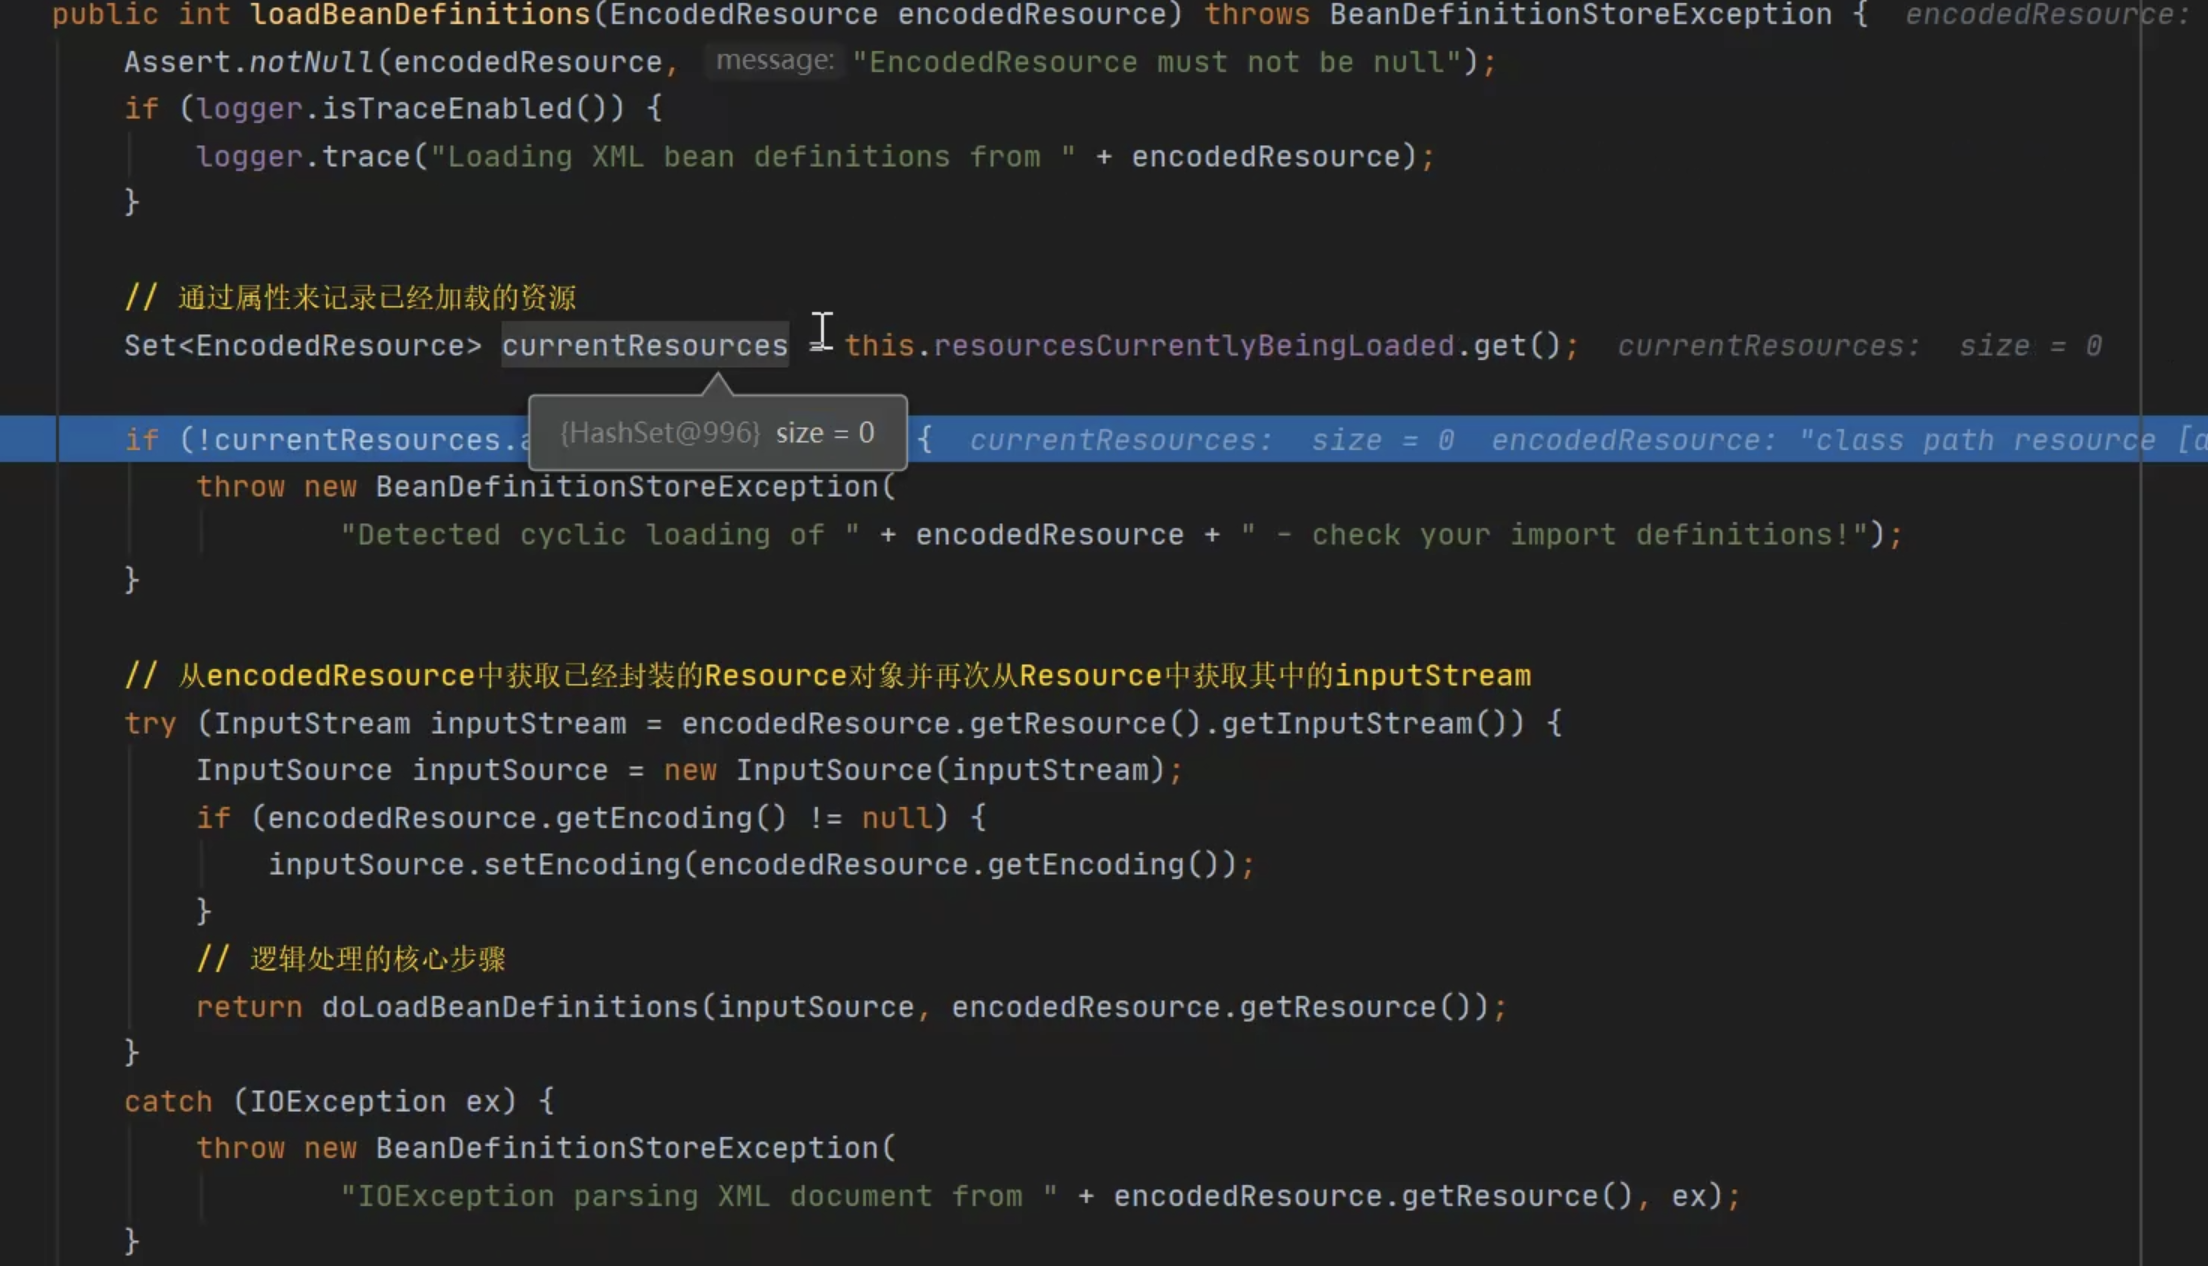 public int loadBeanDefinitions(EncodedResource encodedResource) throws BeanDefinitionStoreException { encodedResource:
Assert.notNull(encodedResource, message: "EncodedResource must not be null");
if (logger.isTraceEnabled()) {
logger.trace("Loading XML bean definitions from " + encodedResource);
}
// 通过属性来记录已经加载的资源
Set<EncodedResource> currentResources = this.resourcesCurrentlyBeingLoaded.get(); currentResources: size = 0
if (!currentResources. {HashSet@996} size = 0 { currentResources: size = 0 encodedResource: "class path resource [
throw new BeanDefinitionStoreException(
"Detected cyclic loading of " + encodedResource + " - check your import definitions!");
}
// 从encodedResource中获取已经封装的Resource对象并再次从Resource中获取其中的inputStream
try (InputStream inputStream = encodedResource.getResource().getInputStream()) {
InputSource inputSource = new InputSource(inputStream);
if (encodedResource.getEncoding() != null) {
inputSource.setEncoding(encodedResource.getEncoding());
}
// 逻辑处理的核心步骤
return doLoadBeanDefinitions(inputSource, encodedResource.getResource());
}
catch (IOException ex) {
throw new BeanDefinitionStoreException(
"IOException parsing XML document from " + encodedResource.getResource(), ex);
}